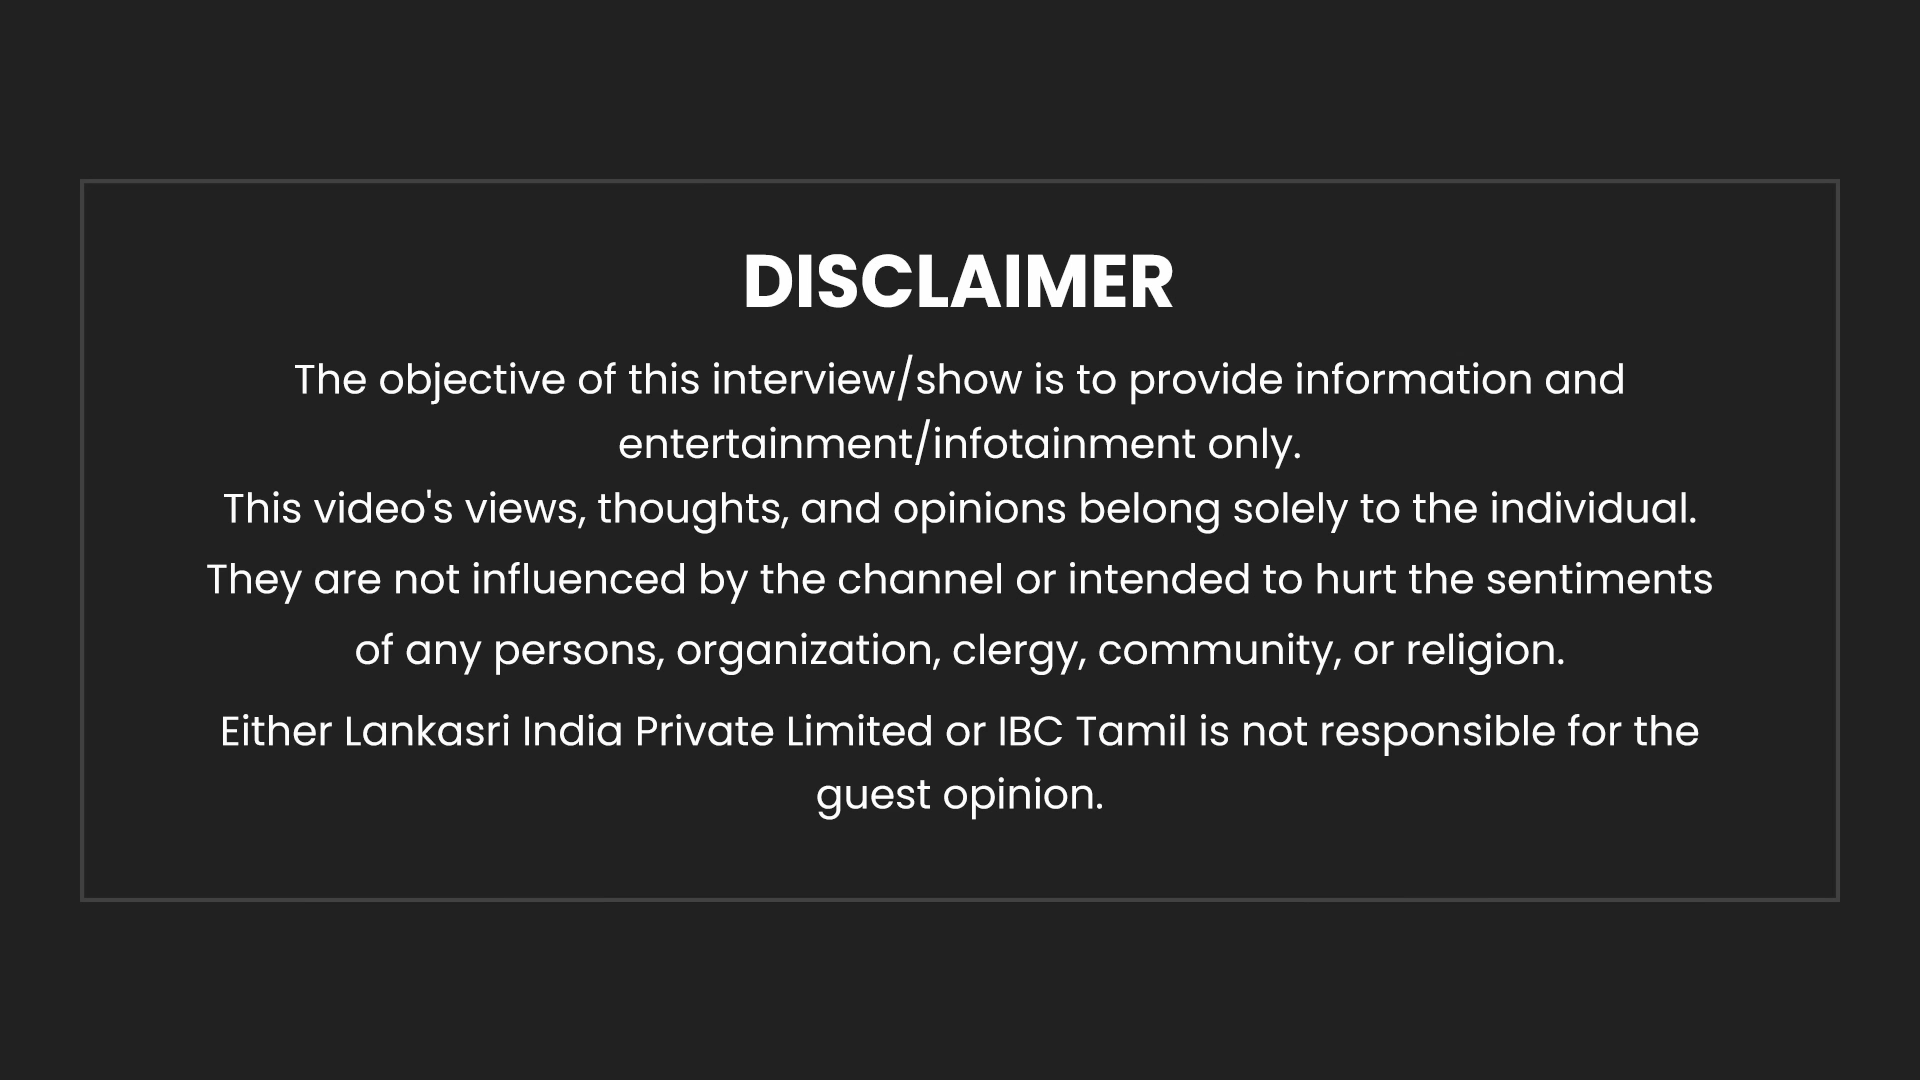 DISCLAIMER
The objective of this interview/show is to provide information and
entertainment/infotainment only.
This video's views, thoughts, and opinions belong solely to the individual.
They are not influenced by the channel or intended to hurt the sentiments
of any persons, organization, clergy, community, or religion.
Either Lankasri India Private Limited or IBC Tamil is not responsible for the
guest opinion.